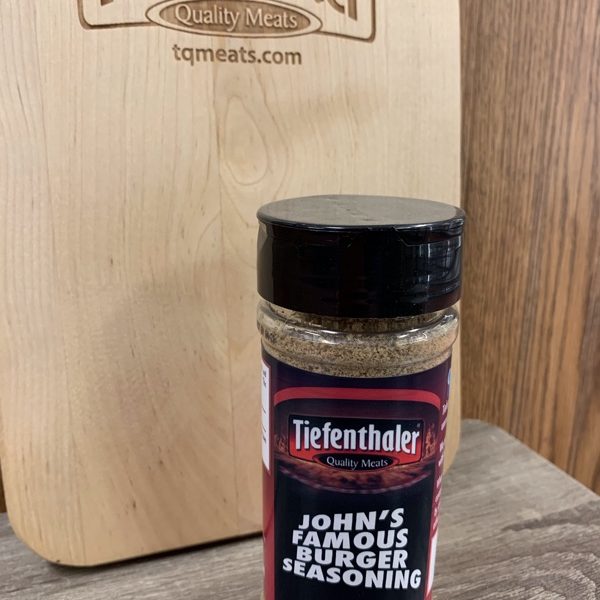 Quality Meats
tqmeats.com
Tiefenthaler
Quality Meats
JOHN'S
FAMOUS
BURGER
SEASONING